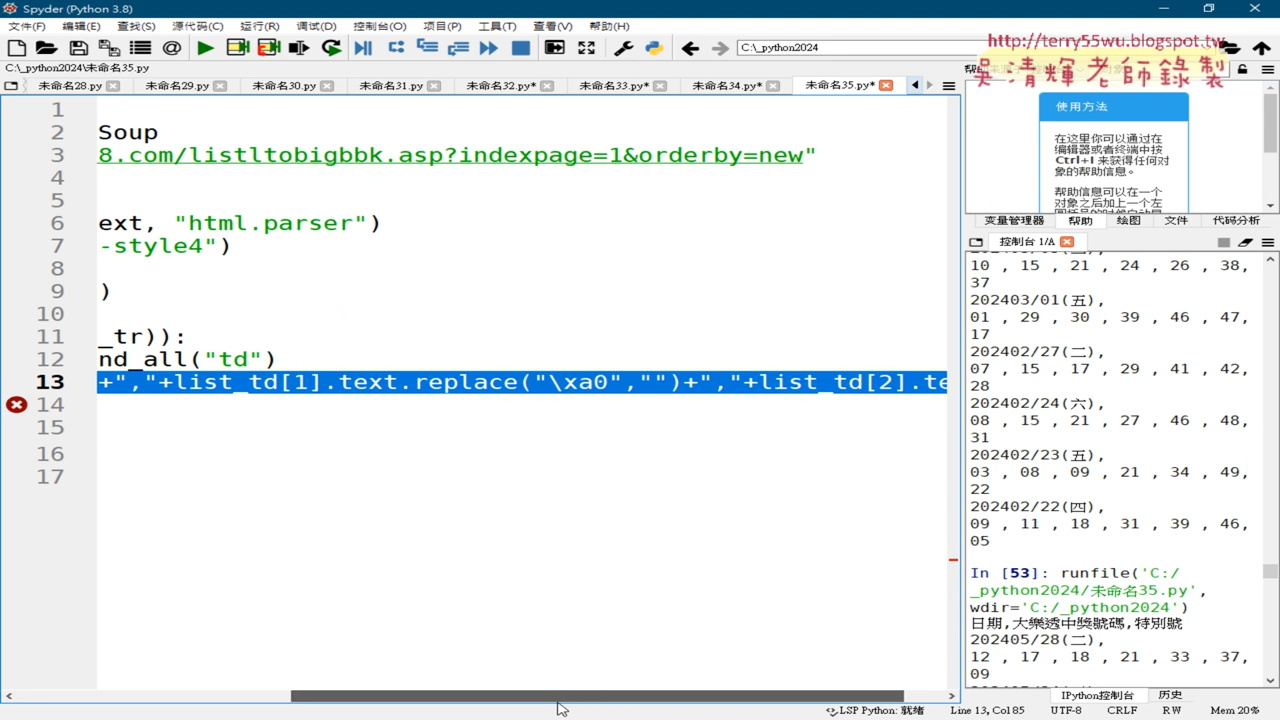 Spyder (Python 3.8)
文件(F) 编辑(E) 查找(S) 源代码(C) 运行(R) 调试(D) 控制台(O) 项目(P) 工具(T) 查看(V) 帮助(H)
C:\_python2024
http://terry55wu.blogspot.tw
吳清輝老師錄製
C:\_python2024\未命名35.py
未命名28.py 未命名29.py 未命名30.py 未命名31.py 未命名32.py* 未命名33.py* 未命名34.py* 未命名35.py*
1
2 Soup
3 8.com/listltobigbbk.asp?indexpage=1&orderby=new"
4
5
6 ext, "html.parser")
7 -style4")
8
9 )
10
11 _tr)):
12 nd_all("td")
13 +","+list_td[1].text.replace("\xa0","")+","+list_td[2].te
14
15
16
17
使用方法
在这里你可以通过在
编辑器或者终端中按
Ctrl+I 来获得任何对
象的帮助信息。
帮助信息可以在一个
对象之后加上一个左
变量管理器 帮助 绘图 文件 代码分析
控制台 1/A
10 , 15 , 21 , 24 , 26 , 38,
37
202403/01(五),
01 , 29 , 30 , 39 , 46 , 47,
17
202402/27(二),
07 , 15 , 17 , 29 , 41 , 42,
28
202402/24(六),
08 , 15 , 21 , 27 , 46 , 48,
31
202402/23(五),
03 , 08 , 09 , 21 , 34 , 49,
22
202402/22(四),
09 , 11 , 18 , 31 , 39 , 46,
05
In [53]: runfile('C:/
_python2024/未命名35.py',
wdir='C:/_python2024')
日期,大樂透中獎號碼,特別號
202405/28(二),
12 , 17 , 18 , 21 , 33 , 37,
09
IPython控制台 历史
LSP Python: 就绪 Line 13, Col 85 UTF-8 CRLF RW Mem 20%